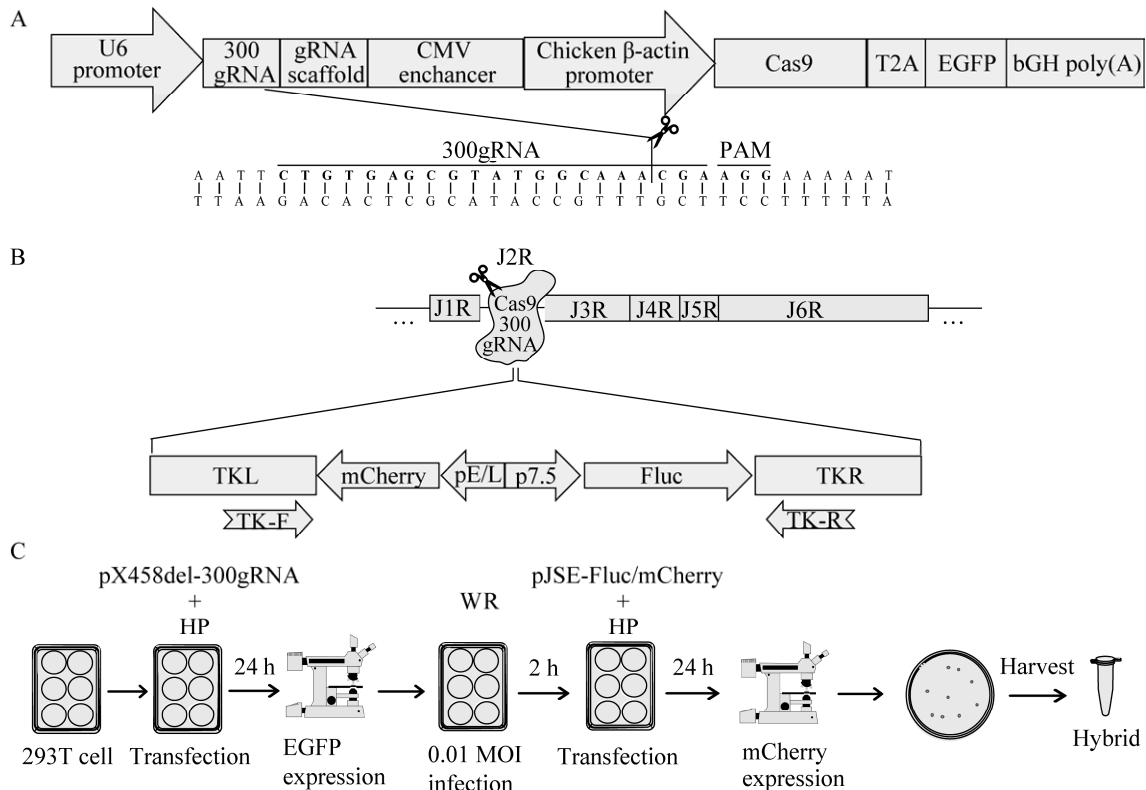 A
U6
promoter
300
gRNA
gRNA
scaffold
CMV
enchancer
Chicken β-actin
promoter
Cas9
T2A
EGFP
bGH poly(A)
300gRNA
PAM
A A T T C T G T G A G C G T A T G G C A A A C G A A G G A A A A A T
T T A A G A C A C T C G C A T A C C G T T T G C T T C C T T T T T A
B
J2R
J1R
Cas9
300
gRNA
J3R
J4R
J5R
J6R
...
...
TKL
mCherry
pE/L
p7.5
Fluc
TKR
TK-F
TK-R
C
pX458del-300gRNA
+
HP
WR
pJSE-Fluc/mCherry
+
HP
24 h
2 h
24 h
Harvest
293T cell
Transfection
EGFP
expression
0.01 MOI
infection
Transfection
mCherry
expression
Hybrid